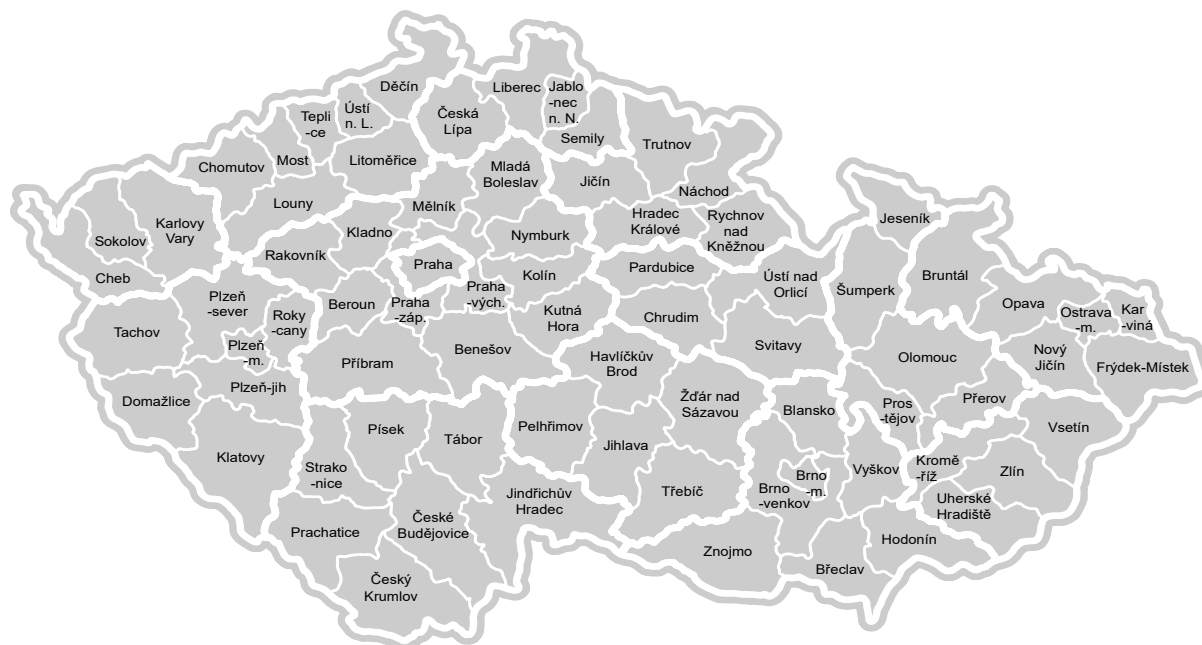 Děčín
Liberec
Jablo
-nec
n. N.
Ústí
n. L.
Tepli
-ce
Česká
Lípa
Semily
Trutnov
Most
Litoměřice
Chomutov
Mladá
Boleslav
Jičín
Náchod
Louny
Mělník
Karlovy
Vary
Sokolov
Cheb
Hradec
Králové
Rychnov
nad
Kněžnou
Jeseník
Kladno
Nymburk
Rakovník
Praha
Kolín
Pardubice
Ústí nad
Orlicí
Šumperk
Bruntál
Plzeň
-sever
Roky
-cany
Beroun
Praha
-záp.
Praha
-vých.
Opava
Ostrava
-m.
Kar
-viná
Tachov
Kutná
Hora
Chrudim
Plzeň
-m.
Příbram
Benešov
Havlíčkův
Brod
Svitavy
Olomouc
Nový
Jičín
Frýdek-Místek
Domažlice
Plzeň-jih
Žďár nad
Sázavou
Blansko
Pros
-tějov
Přerov
Vsetín
Klatovy
Písek
Tábor
Pelhřimov
Jihlava
Strako
-nice
Vyškov
Kromě
-říž
Zlín
Brno
-m.
Brno
-venkov
Třebíč
Jindřichův
Hradec
Uherské
Hradiště
Prachatice
České
Budějovice
Hodonín
Znojmo
Břeclav
Český
Krumlov